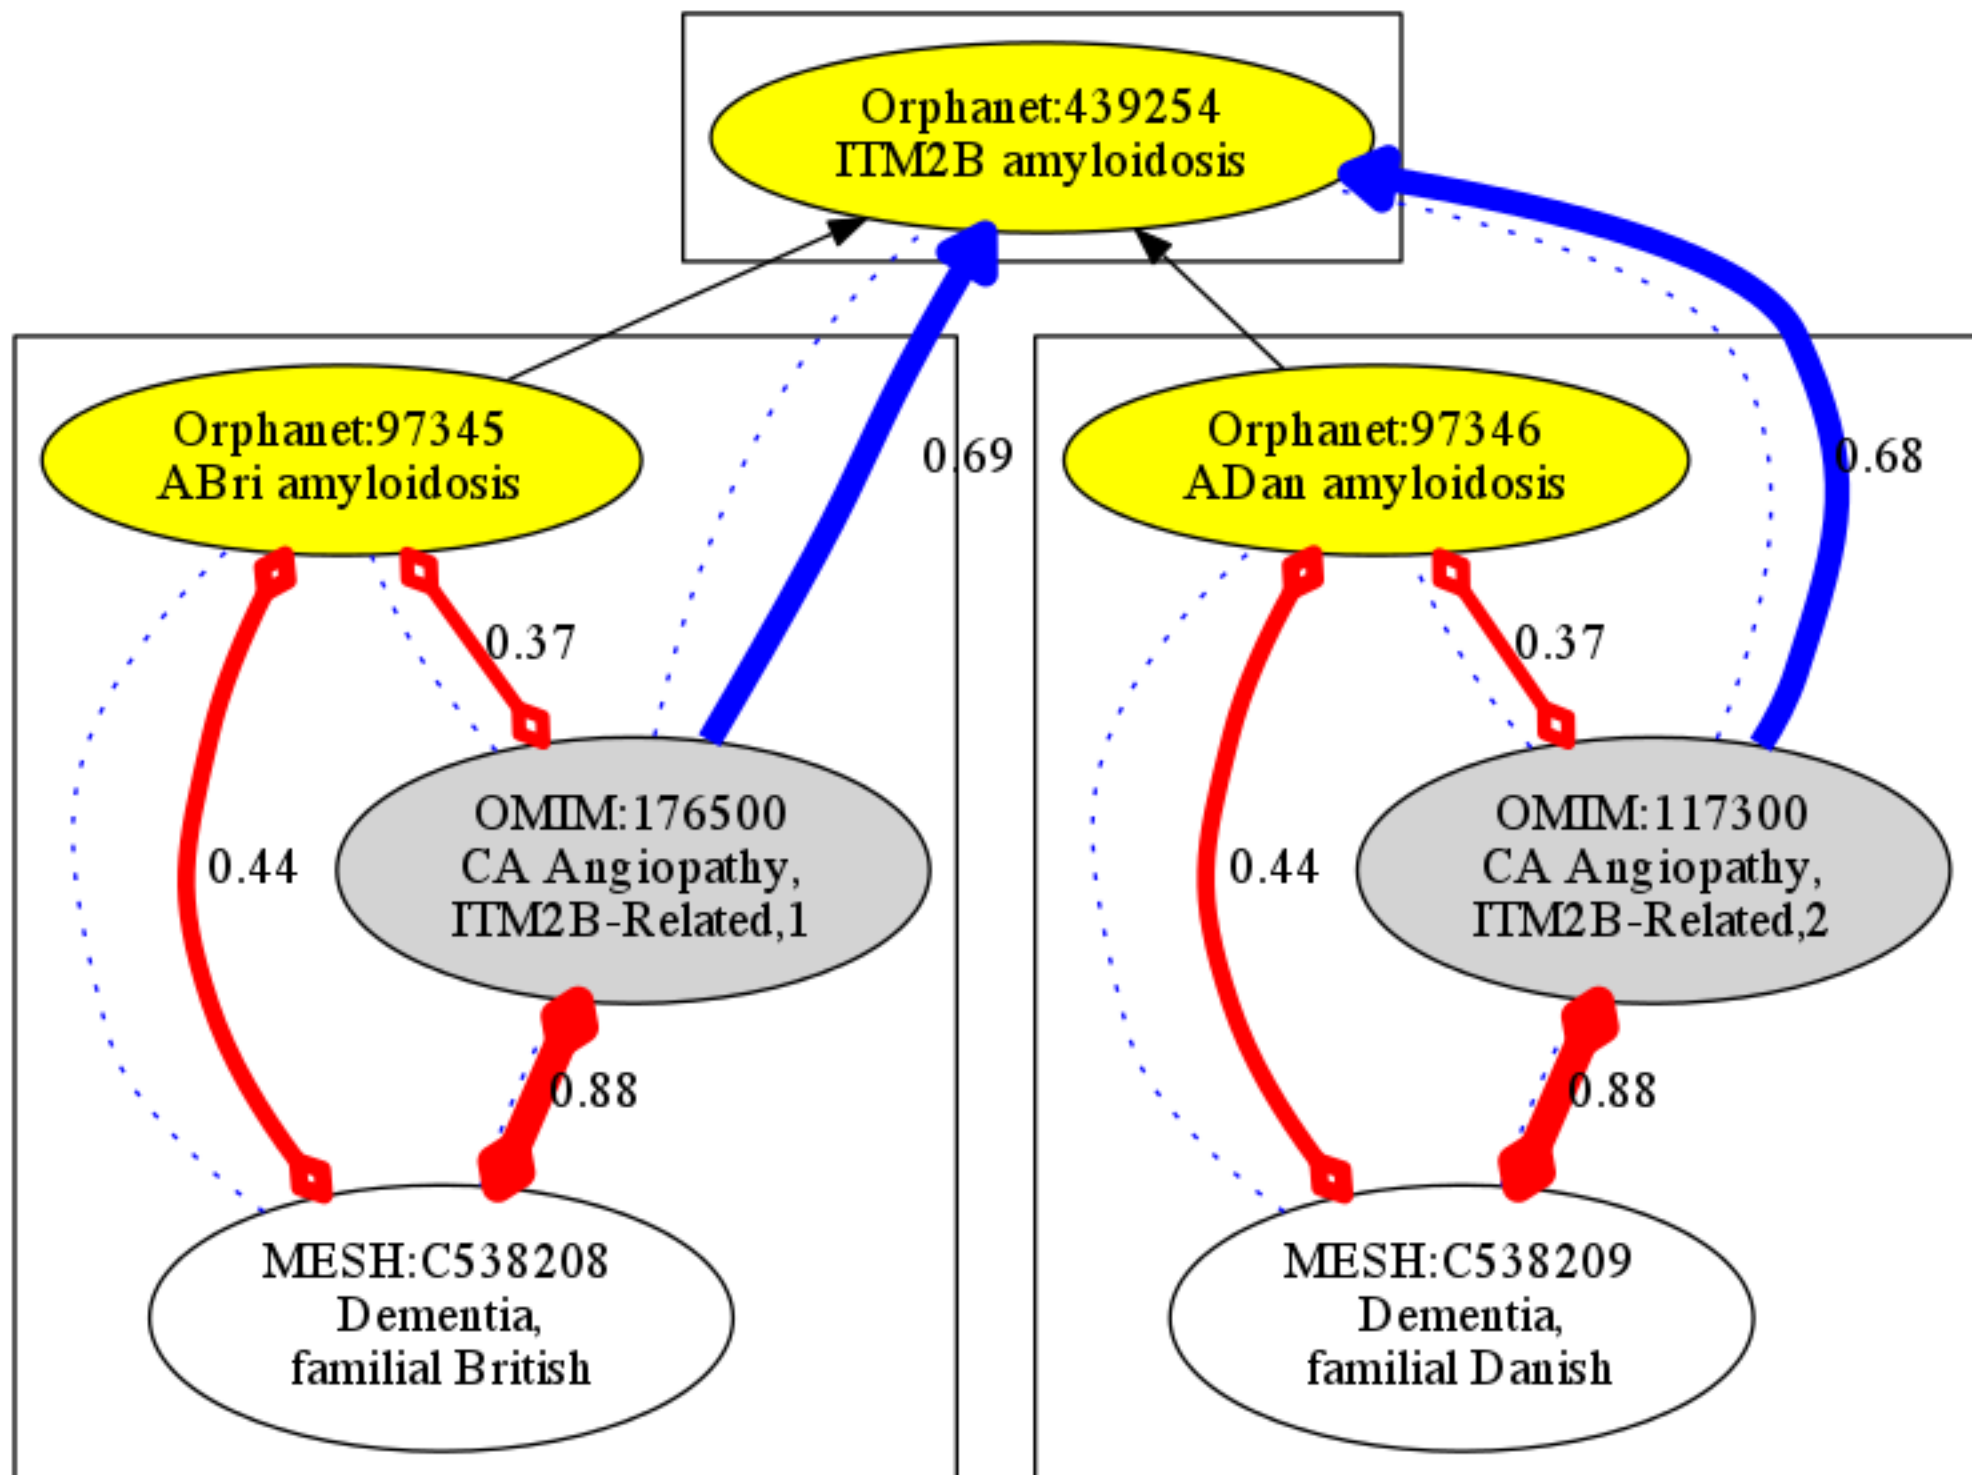 Orphanet:439254
ITM2B amyloidosis
Orphanet:97345
ABri amyloidosis
0.69
Orphanet:97346
ADan amyloidosis
0.68
0.37
0.37
OMIM:176500
CA Angiopathy,
ITM2B-Related,1
0.44
OMIM:117300
CA Angiopathy,
ITM2B-Related,2
0.44
0.88
0.88
MESH:C538208
Dementia,
familial British
MESH:C538209
Dementia,
familial Danish